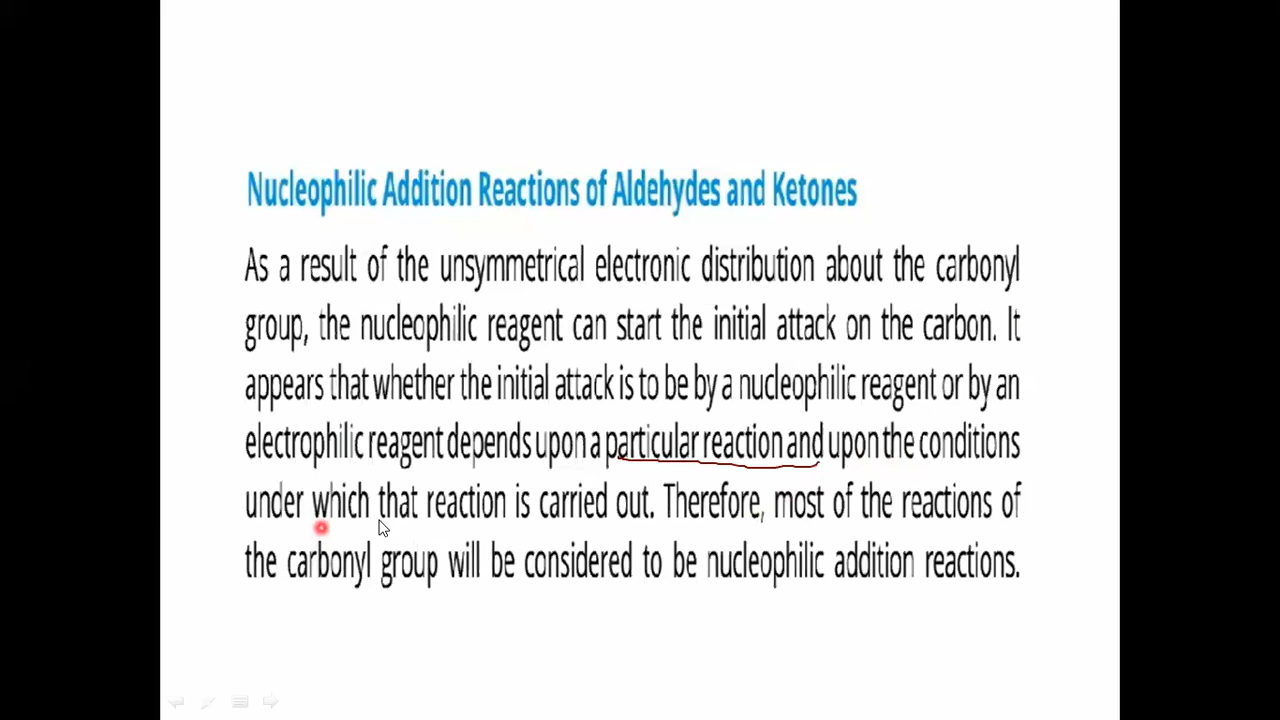 Nucleophilic Addition Reactions of Aldehydes and Ketones
As a result of the unsymmetrical electronic distribution about the carbonyl
group, the nucleophilic reagent can start the initial attack on the carbon. It
appears that whether the initial attack is to be by a nucleophilic reagent or by an
electrophilic reagent depends upon a particular reaction and upon the conditions
under which that reaction is carried out. Therefore, most of the reactions of
the carbonyl group will be considered to be nucleophilic addition reactions.